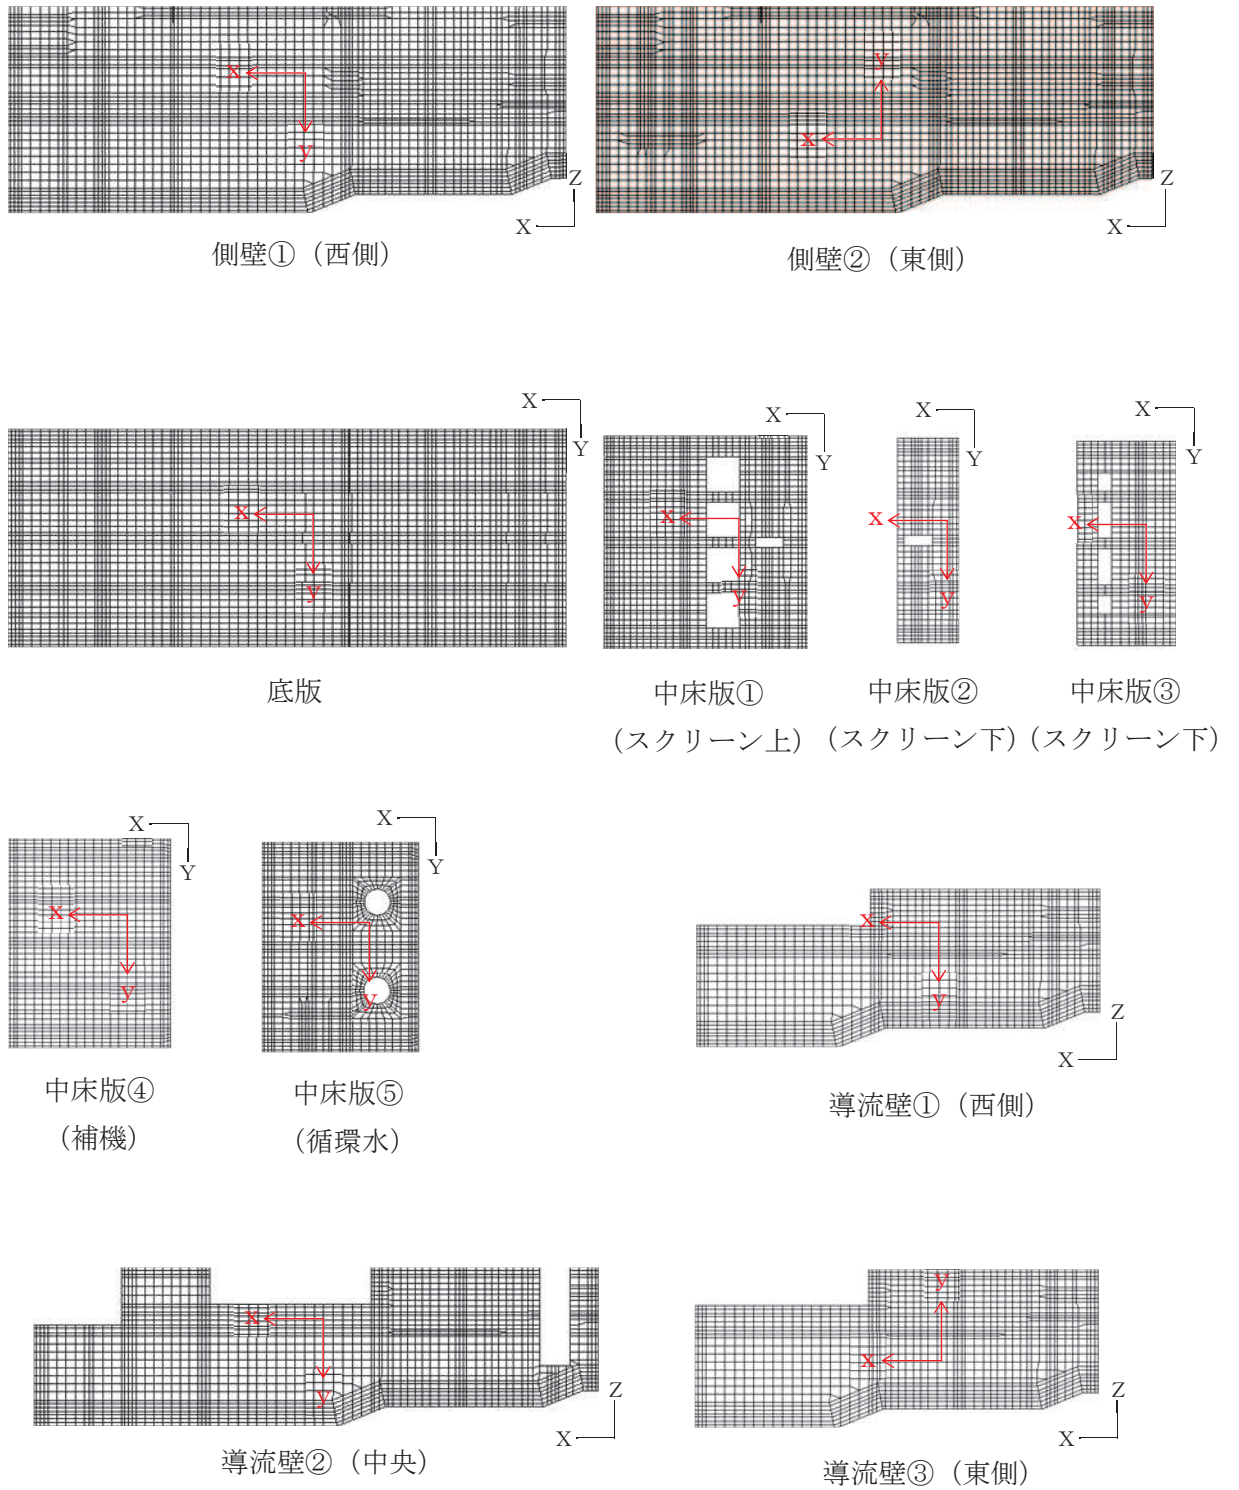 x
y
Z
X
側壁①（西側）
y
x
Z
X
側壁②（東側）
X
Y
x
y
底版
X
Y
x
y
中床版①
（スクリーン上）
X
Y
x
y
中床版②
（スクリーン下）
X
Y
x
y
中床版③
（スクリーン下）
X
Y
x
y
中床版④
（補機）
X
Y
x
y
中床版⑤
（循環水）
x
y
Z
X
導流壁①（西側）
x
y
Z
X
導流壁②（中央）
y
x
Z
X
導流壁③（東側）